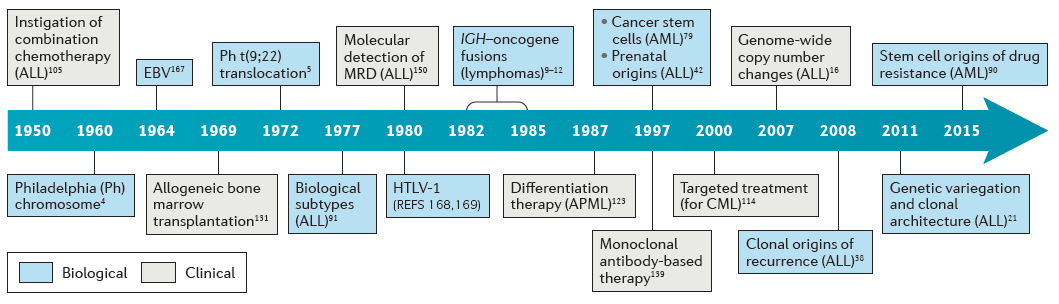 Instigation of
combination
chemotherapy
(ALL)105
EBV167
Ph t(9;22)
translocation5
Molecular
detection of
MRD (ALL)150
IGH–oncogene
fusions
(lymphomas)9–12
• Cancer stem
cells (AML)79
• Prenatal
origins (ALL)42
Genome-wide
copy number
changes (ALL)16
Stem cell origins of drug
resistance (AML)90
1950 1960 1964 1969 1972 1977 1980 1982 1985 1987 1997 2000 2007 2008 2011 2015
Philadelphia (Ph)
chromosome4
Allogeneic bone
marrow
transplantation131
Biological
subtypes
(ALL)91
HTLV-1
(REFS 168,169)
Differentiation
therapy (APML)123
Monoclonal
antibody-based
therapy139
Targeted treatment
(for CML)114
Clonal origins of
recurrence (ALL)38
Genetic variegation
and clonal
architecture (ALL)21
Biological
Clinical